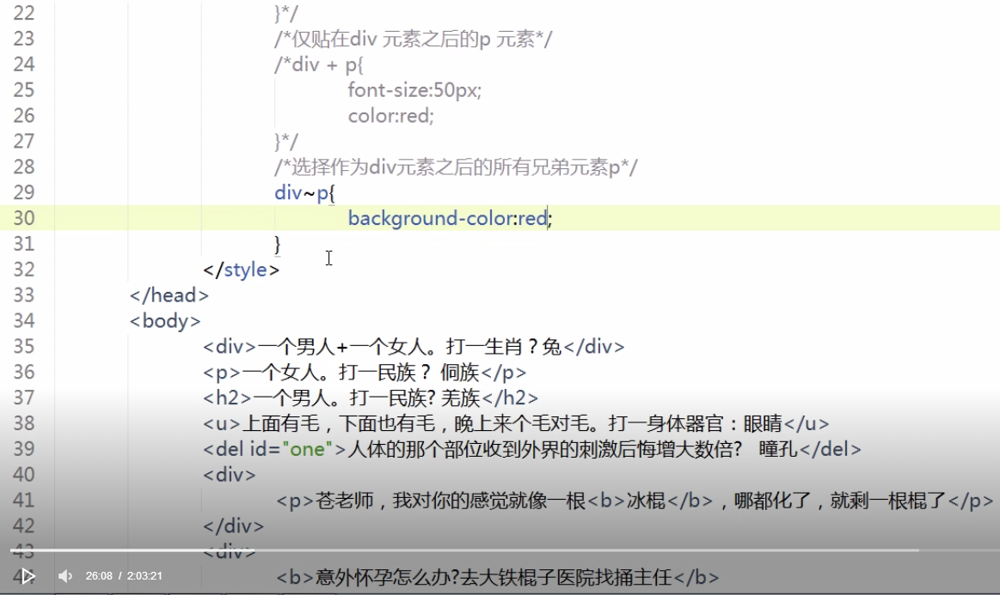 22 }*/
23 /*仅贴在div 元素之后的p 元素*/
24 /*div + p{
25 font-size:50px;
26 color:red;
27 }*/
28 /*选择作为div元素之后的所有兄弟元素p*/
29 div~p{
30 background-color:red;
31 }
32 </style>
33 </head>
34 <body>
35 <div>一个男人+一个女人。打一生肖？兔</div>
36 <p>一个女人。打一民族？ 侗族</p>
37 <h2>一个男人。打一民族? 羌族</h2>
38 <u>上面有毛，下面也有毛，晚上来个毛对毛。打一身体器官：眼睛</u>
39 <del id="one">人体的那个部位收到外界的刺激后悔增大数倍? 瞳孔</del>
40 <div>
41 <p>苍老师，我对你的感觉就像一根<b>冰棍</b>，哪都化了，就剩一根棍了</p>
42 </div>
43 <div>
44 <b>意外怀孕怎么办?去大铁棍子医院找捅主任</b>
26:08 / 2:03:21